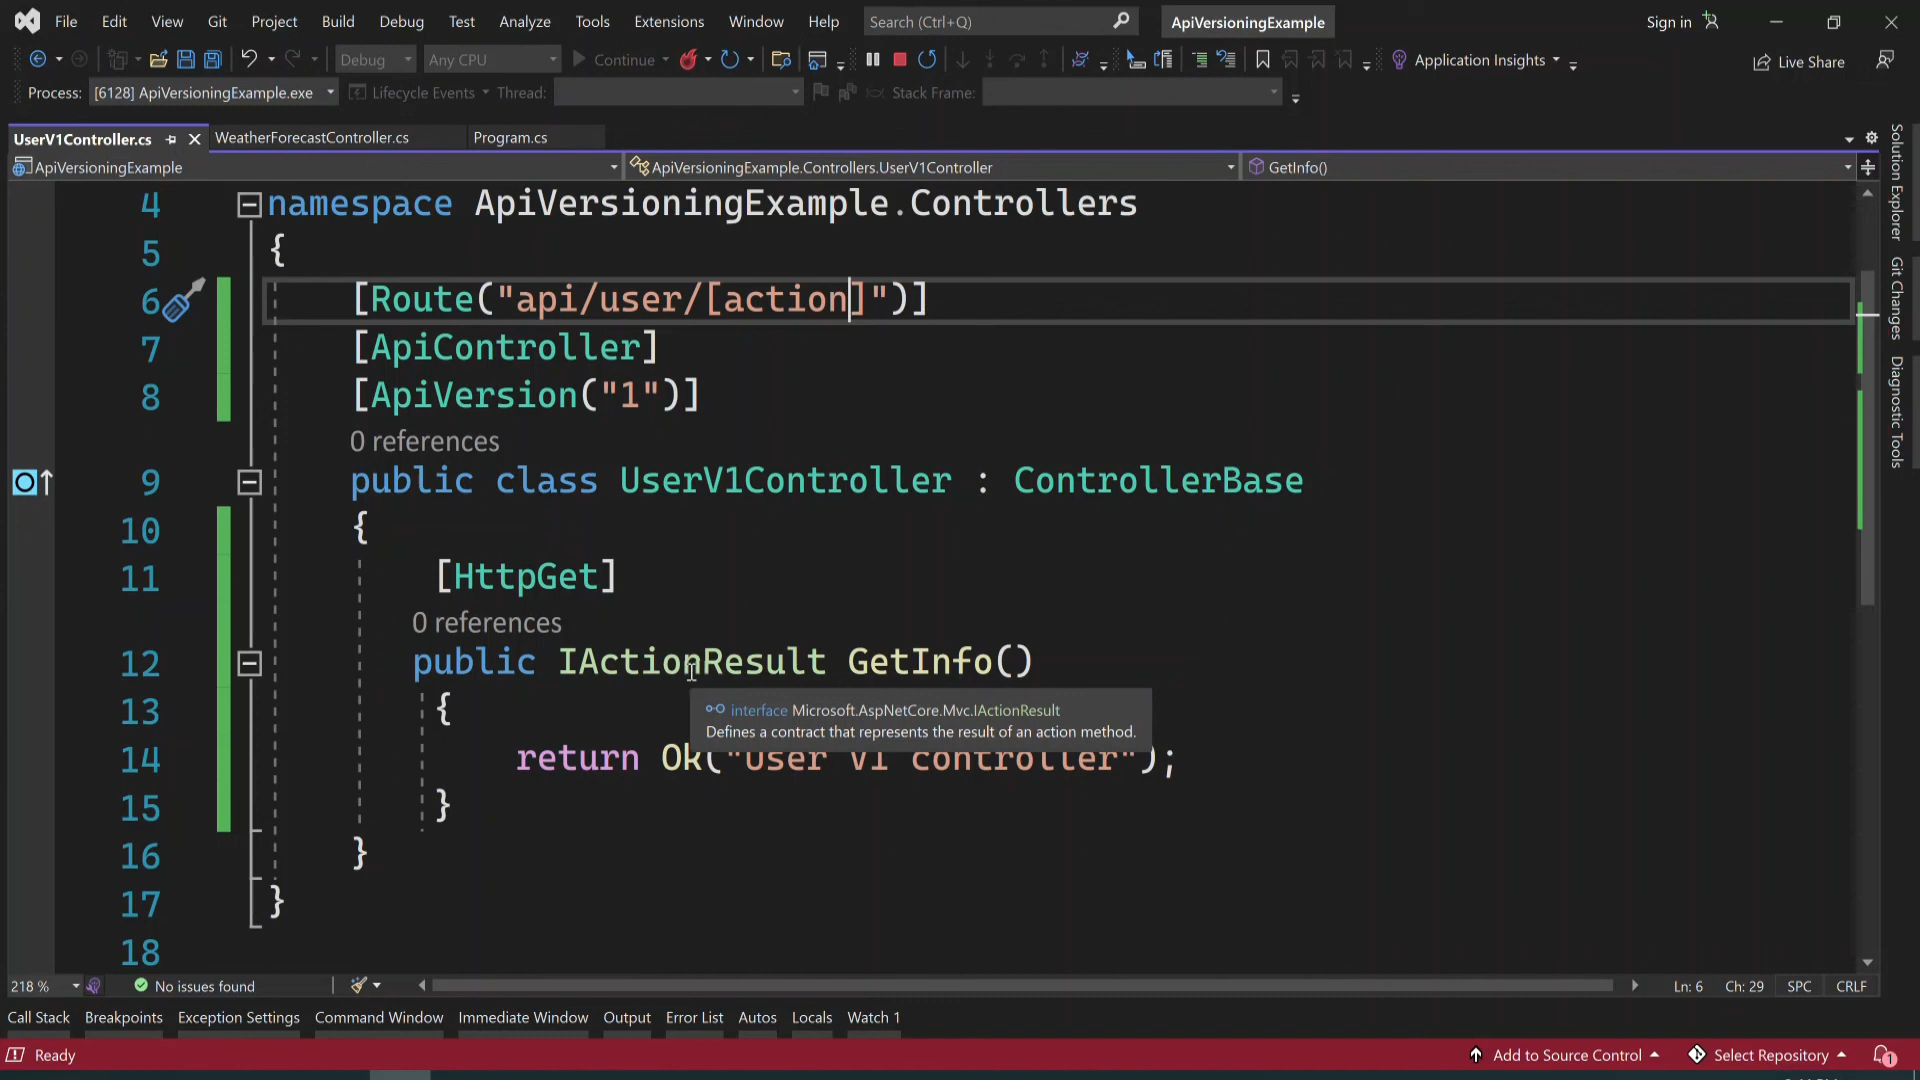 File Edit View Git Project Build Debug Test Analyze Tools Extensions Window Help Search (Ctrl+Q) ApiVersioningExample Sign in
Debug Any CPU Continue Application Insights Live Share
Process: [6128] ApiVersioningExample.exe Lifecycle Events Thread: Stack Frame:
UserV1Controller.cs WeatherForecastController.cs Program.cs
ApiVersioningExample ApiVersioningExample.Controllers.UserV1Controller GetInfo()
4 namespace ApiVersioningExample.Controllers
5 {
6 [Route("api/user/[action]")]
7 [ApiController]
8 [ApiVersion("1")]
0 references
9 public class UserV1Controller : ControllerBase
10 {
11 [HttpGet]
0 references
12 public IActionResult GetInfo()
13 {
interface Microsoft.AspNetCore.Mvc.IActionResult
Defines a contract that represents the result of an action method.
14 return Ok("User V1 controller");
15 }
16 }
17 }
18
Solution Explorer
Git Changes
Diagnostic Tools
218 % No issues found Ln: 6 Ch: 29 SPC CRLF
Call Stack Breakpoints Exception Settings Command Window Immediate Window Output Error List Autos Locals Watch 1
Ready Add to Source Control Select Repository 1